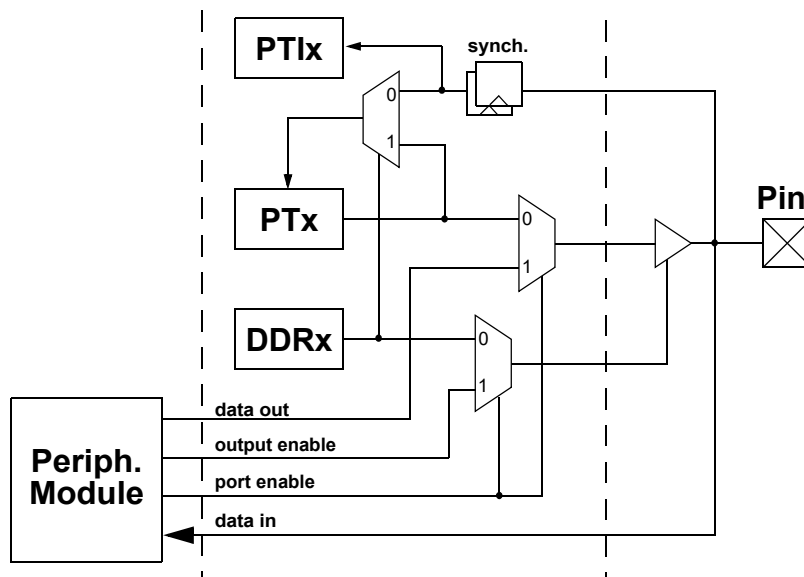 PTIx
synch.
0
1
PTx
Pin
0
1
DDRx
0
1
Periph.
Module
data out
output enable
port enable
data in